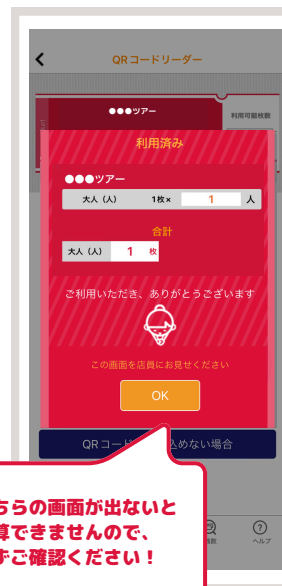 QRコードリーダー
●●●ツアー
利用可能枚数
利用済み
●●●ツアー
大人(人) 1枚× 1 人
合計
大人(人) 1 枚
ご利用いただき、ありがとうございます
この画面を店員にお見せください
OK
QRコード 込めない場合
ちらの画面が出ないと
算できませんので、
ずご確認ください！
ヘルプ